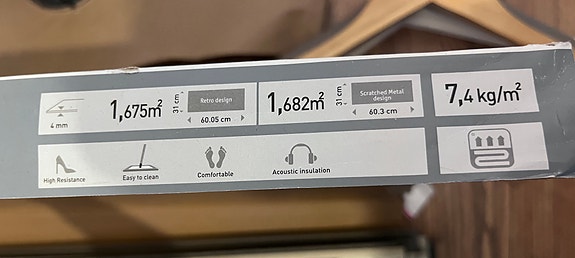 4 mm
1,675m²
31 cm
Retro design
60.05 cm
1,682m²
31 cm
Scratched Metal
design
60.3 cm
7,4 kg/m²
High Resistance
Easy to clean
Comfortable
Acoustic insulation